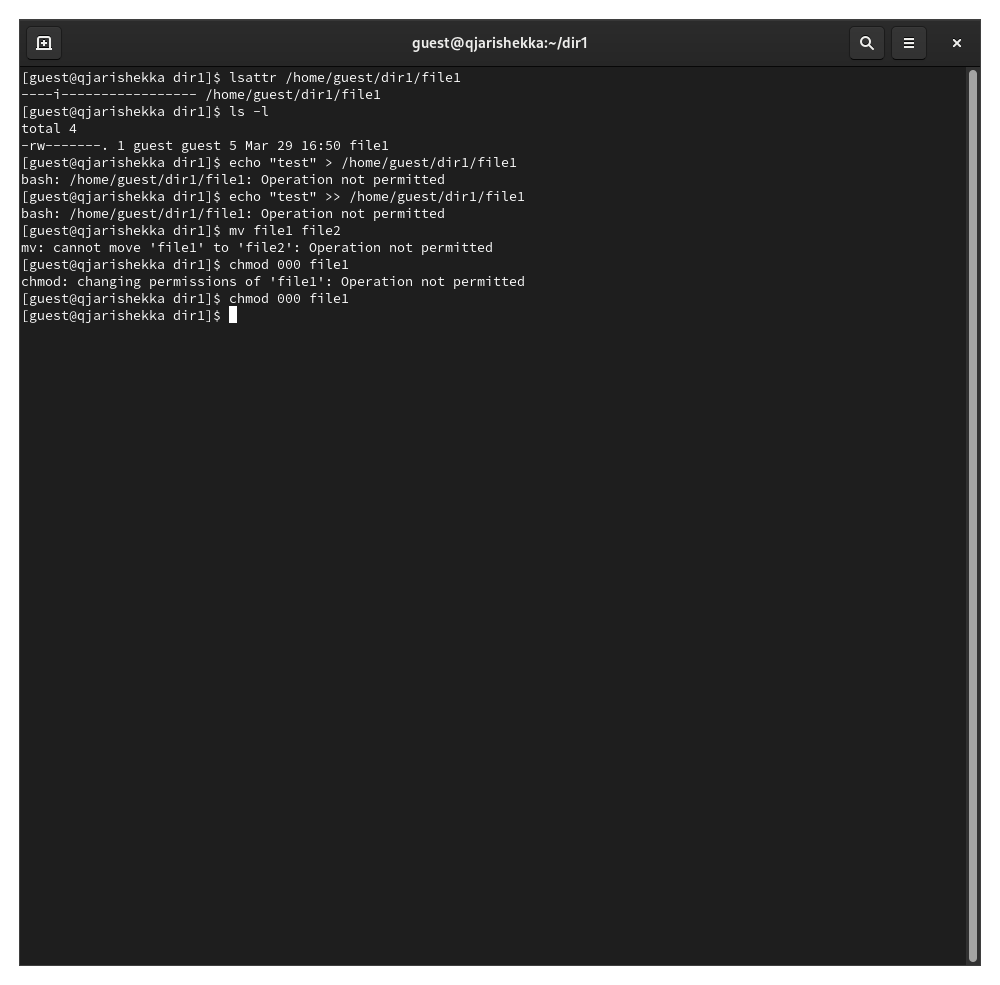 guest@qjarishekka:~/dir1
[guest@qjarishekka dir1]$ lsattr /home/guest/dir1/file1
----i----------------- /home/guest/dir1/file1
[guest@qjarishekka dir1]$ ls -l
total 4
-rw-------. 1 guest guest 5 Mar 29 16:50 file1
[guest@qjarishekka dir1]$ echo "test" > /home/guest/dir1/file1
bash: /home/guest/dir1/file1: Operation not permitted
[guest@qjarishekka dir1]$ echo "test" >> /home/guest/dir1/file1
bash: /home/guest/dir1/file1: Operation not permitted
[guest@qjarishekka dir1]$ mv file1 file2
mv: cannot move 'file1' to 'file2': Operation not permitted
[guest@qjarishekka dir1]$ chmod 000 file1
chmod: changing permissions of 'file1': Operation not permitted
[guest@qjarishekka dir1]$ chmod 000 file1
[guest@qjarishekka dir1]$